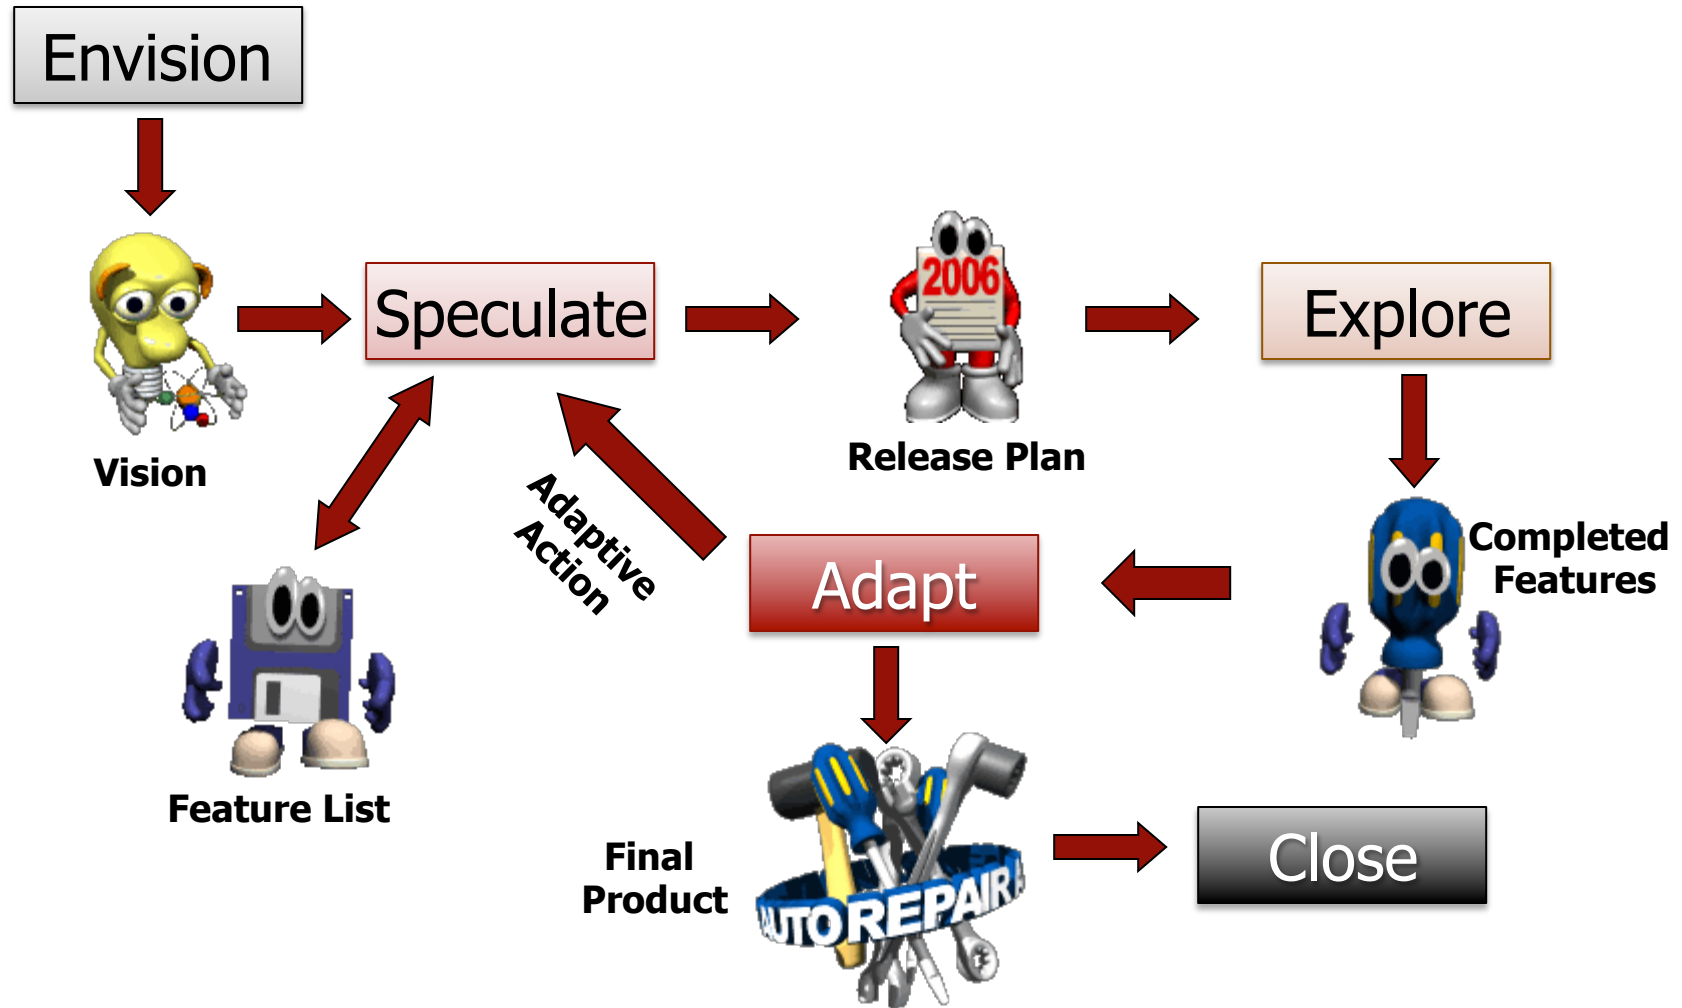 Envision
Speculate
2006
Explore
Vision
Release Plan
Adaptive
Action
Adapt
Completed
Features
Feature List
Final
Product
AUTOREPAIR
Close